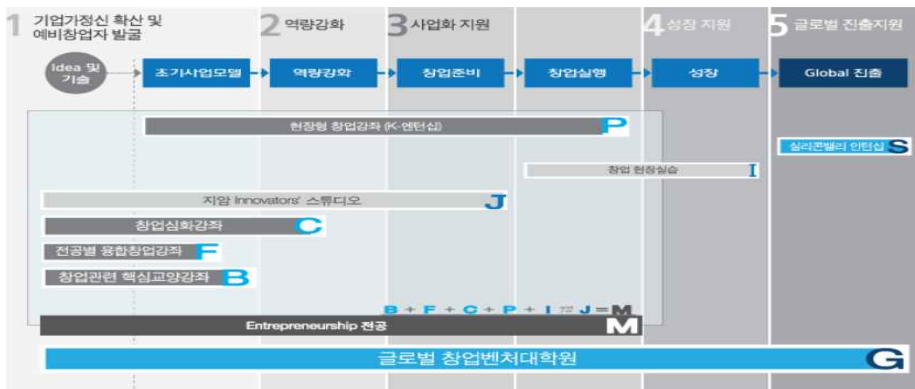 1 기업가정신 확산 및
예비창업자 발굴
2 역량강화
3 사업화 지원
4 성장 지원
5 글로벌 진출지원
Idea 및
기술
초기사업모델
역량강화
창업준비
창업실행
성장
Global 진출
현장형 창업강좌 (K-엔턴십) P
실리콘밸리 인턴십 S
창업 현장실습 I
지암 Innovators' 스튜디오 J
창업심화강좌 C
전공별 융합창업강좌 F
창업관련 핵심교양강좌 B
B + F + C + P + I 또는 J = M
Entrepreneurship 전공 M
글로벌 창업벤처대학원 G